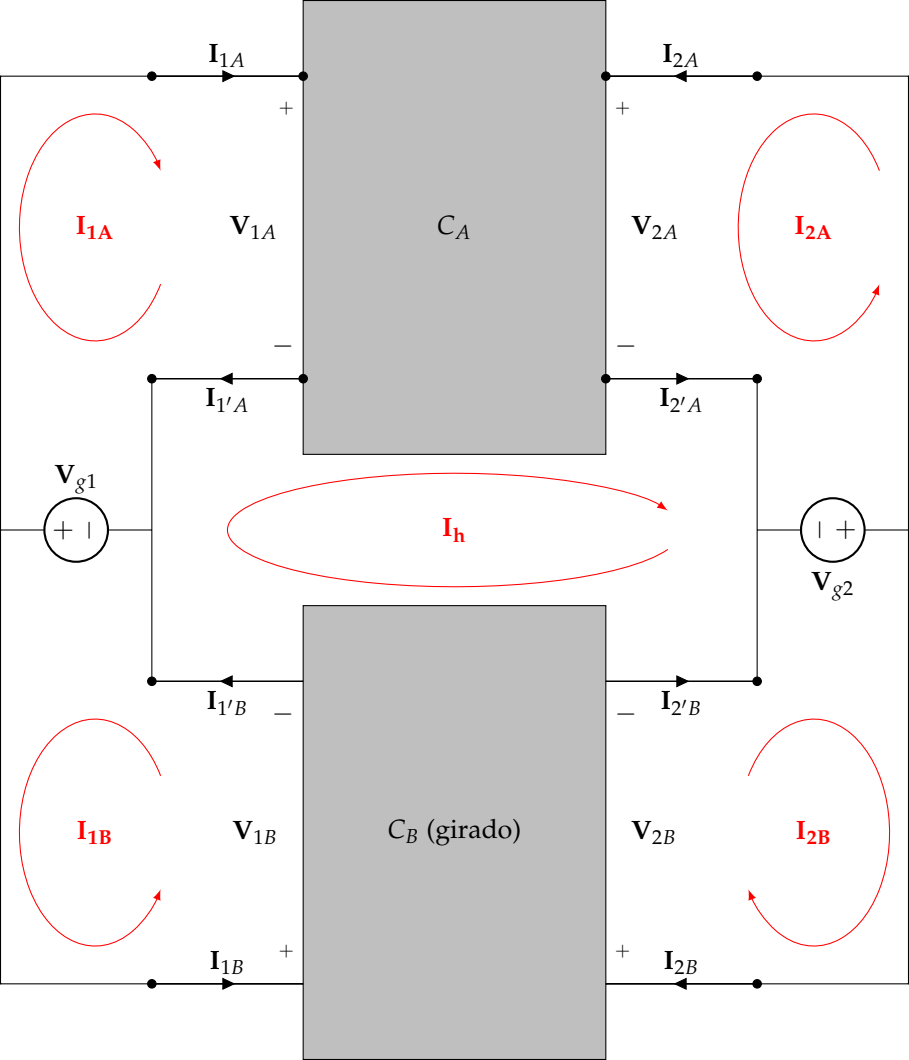 I1A
I2A
+
+
I1A
V1A
CA
V2A
I2A
−
−
I1′A
I2′A
Vg1
+ −
Ih
− +
Vg2
I1′B
I2′B
−
−
I1B
V1B
CB (girado)
V2B
I2B
+
+
I1B
I2B